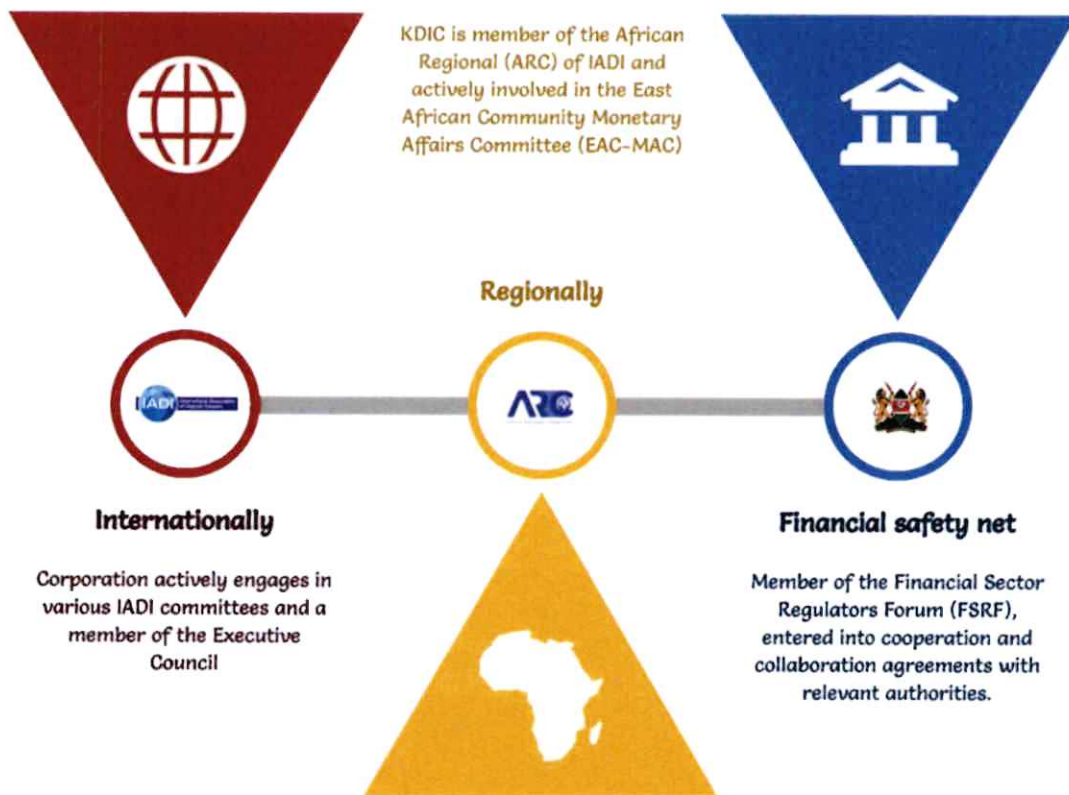 KDIC is member of the African
Regional (ARC) of IADI and
actively involved in the East
African Community Monetary
Affairs Committee (EAC-MAC)
Regionally
IADI
ARC
Internationally
Corporation actively engages in
various IADI committees and a
member of the Executive
Council
Financial safety net
Member of the Financial Sector
Regulators Forum (FSRF),
entered into cooperation and
collaboration agreements with
relevant authorities.